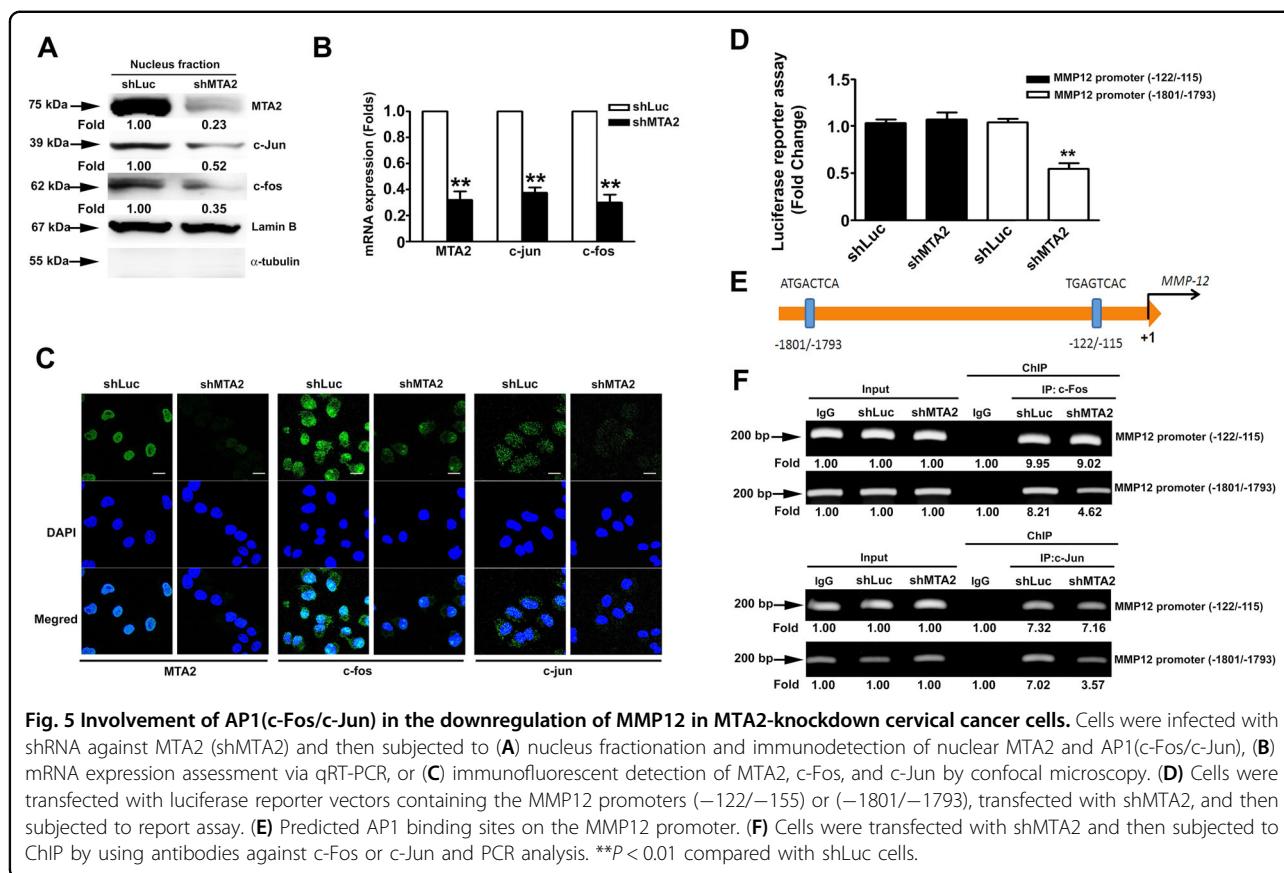 A
Nucleus fraction
shLuc shMTA2
75 kDa MTA2
Fold 1.00 0.23
39 kDa c-Jun
Fold 1.00 0.52
62 kDa c-fos
Fold 1.00 0.35
67 kDa Lamin B
55 kDa α-tubulin
B
mRNA expression (Folds)
1.0
0.8
0.6
0.4
0.2
0
shLuc
shMTA2
** ** **
MTA2 c-jun c-fos
C
shLuc shMTA2 shLuc shMTA2 shLuc shMTA2
DAPI
Megred
MTA2 c-fos c-jun
D
Luciferase reporter assay
(Fold Change)
1.5
1.0
0.5
0
MMP12 promoter (-122/-115)
MMP12 promoter (-1801/-1793)
**
shLuc shMTA2 shLuc shMTA2
E
ATGACTCA TGAGTCAC MMP-12
-1801/-1793 -122/-115 +1
F
ChIP
Input IP: c-Fos
IgG shLuc shMTA2 IgG shLuc shMTA2
200 bp MMP12 promoter (-122/-115)
Fold 1.00 1.00 1.00 1.00 9.95 9.02
200 bp MMP12 promoter (-1801/-1793)
Fold 1.00 1.00 1.00 1.00 8.21 4.62
ChIP
Input IP:c-Jun
IgG shLuc shMTA2 IgG shLuc shMTA2
200 bp MMP12 promoter (-122/-115)
Fold 1.00 1.00 1.00 1.00 7.32 7.16
200 bp MMP12 promoter (-1801/-1793)
Fold 1.00 1.00 1.00 1.00 7.02 3.57
Fig. 5 Involvement of AP1(c-Fos/c-Jun) in the downregulation of MMP12 in MTA2-knockdown cervical cancer cells. Cells were infected with
shRNA against MTA2 (shMTA2) and then subjected to (A) nucleus fractionation and immunodetection of nuclear MTA2 and AP1(c-Fos/c-Jun), (B)
mRNA expression assessment via qRT-PCR, or (C) immunofluorescent detection of MTA2, c-Fos, and c-Jun by confocal microscopy. (D) Cells were
transfected with luciferase reporter vectors containing the MMP12 promoters (−122/−155) or (−1801/−1793), transfected with shMTA2, and then
subjected to report assay. (E) Predicted AP1 binding sites on the MMP12 promoter. (F) Cells were transfected with shMTA2 and then subjected to
ChIP by using antibodies against c-Fos or c-Jun and PCR analysis. **P < 0.01 compared with shLuc cells.